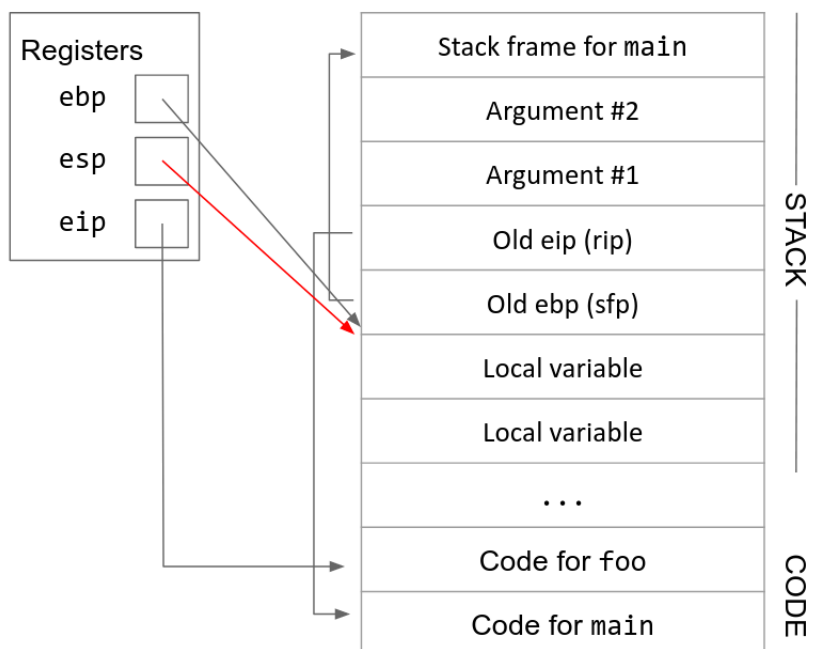 Registers
ebp
esp
eip
Stack frame for main
Argument #2
Argument #1
Old eip (rip)
Old ebp (sfp)
Local variable
Local variable
...
Code for foo
Code for main
STACK
CODE